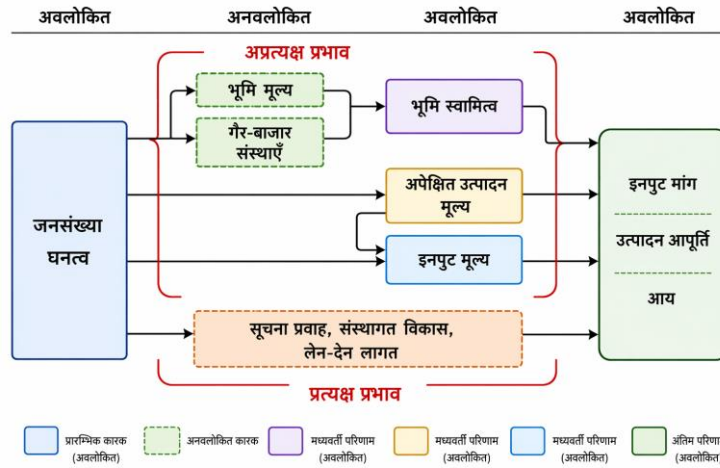 अवलोकित
अनवलोकित
अवलोकित
अवलोकित
अप्रत्यक्ष प्रभाव
भूमि मूल्य
गैर-बाजार
संस्थाएँ
भूमि स्वामित्व
जनसंख्या
घनत्व
अपेक्षित उत्पादन
मूल्य
इनपुट मूल्य
इनपुट मांग
उत्पादन आपूर्ति
आय
सूचना प्रवाह, संस्थागत विकास,
लेन-देन लागत
प्रत्यक्ष प्रभाव
प्रारम्भिक कारक
(अवलोकित)
अनवलोकित कारक
मध्यवर्ती परिणाम
(अवलोकित)
मध्यवर्ती परिणाम
(अवलोकित)
मध्यवर्ती परिणाम
(अवलोकित)
अंतिम परिणा
(अवलोकित)